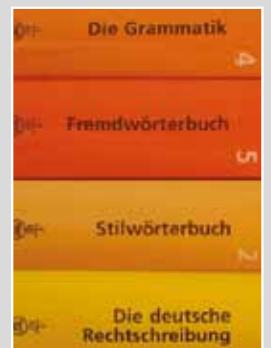 Die Grammatik
4
Fremdwörterbuch
5
Stilwörterbuch
2
Die deutsche
Rechtschreibung